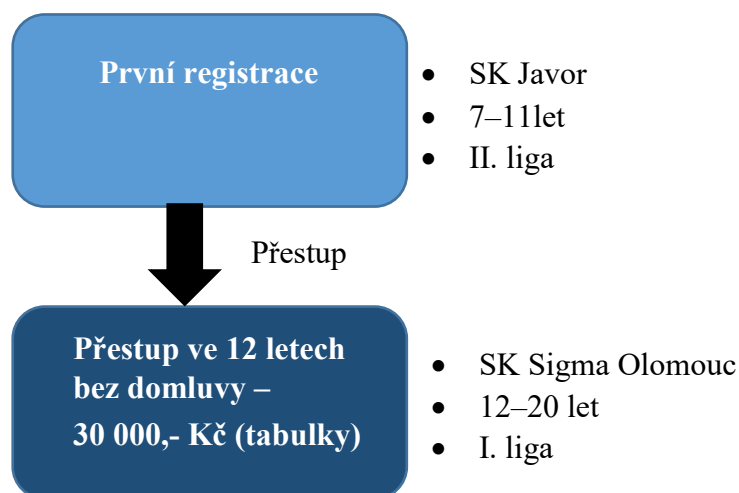 První registrace
• SK Javor
• 7–11let
• II. liga
Přestup
Přestup ve 12 letech
bez domluvy –
30 000,- Kč (tabulky)
• SK Sigma Olomouc
• 12–20 let
• I. liga